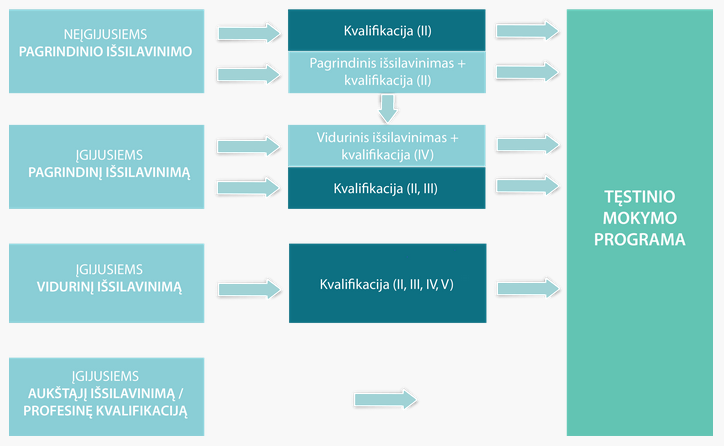 NEĮGIJUSIEMS
PAGRINDINIO IŠSILAVINIMO
Kvalifikacija (II)
Pagrindinis išsilavinimas +
kvalifikacija (II)
ĮGIJUSIEMS
PAGRINDINĮ IŠSILAVINIMĄ
Vidurinis išsilavinimas +
kvalifikacija (IV)
Kvalifikacija (II, III)
ĮGIJUSIEMS
VIDURINĮ IŠSILAVINIMĄ
Kvalifikacija (II, III, IV, V)
ĮGIJUSIEMS
AUKŠTĄJĮ IŠSILAVINIMĄ /
PROFESINĘ KVALIFIKACIJĄ
TĘSTINIO
MOKYMO
PROGRAMA